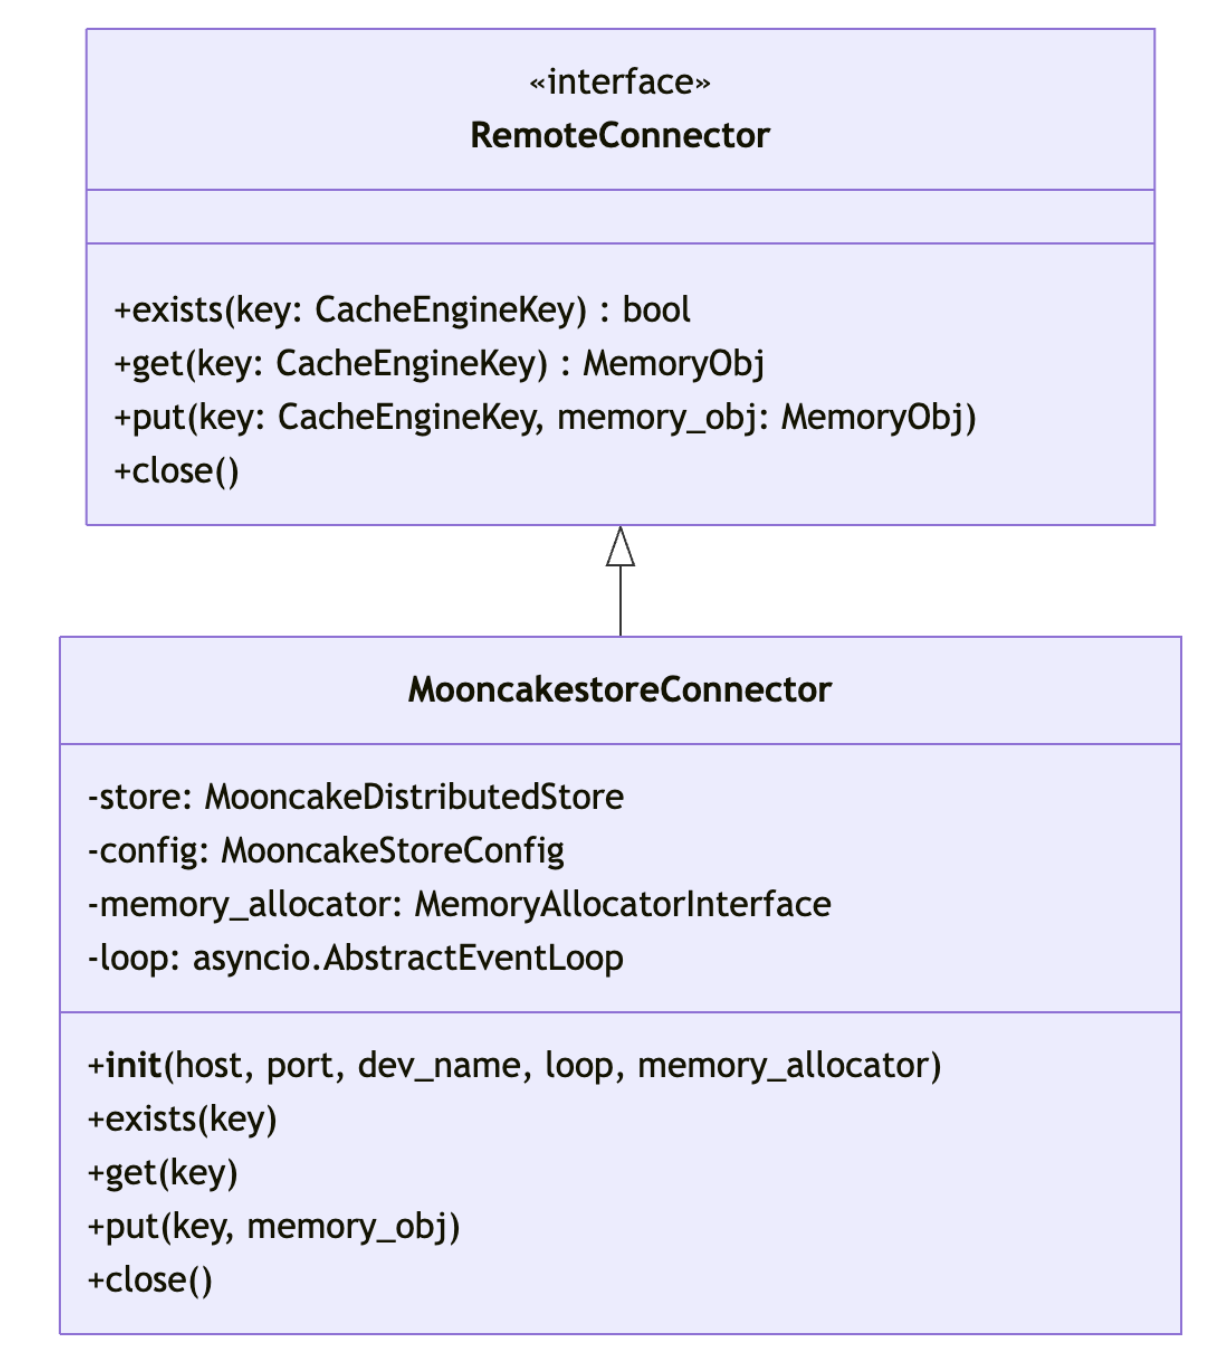 «interface»
RemoteConnector
+exists(key: CacheEngineKey) : bool
+get(key: CacheEngineKey) : MemoryObj
+put(key: CacheEngineKey, memory_obj: MemoryObj)
+close()
MooncakestoreConnector
-store: MooncakeDistributedStore
-config: MooncakeStoreConfig
-memory_allocator: MemoryAllocatorInterface
-loop: asyncio.AbstractEventLoop
+init(host, port, dev_name, loop, memory_allocator)
+exists(key)
+get(key)
+put(key, memory_obj)
+close()